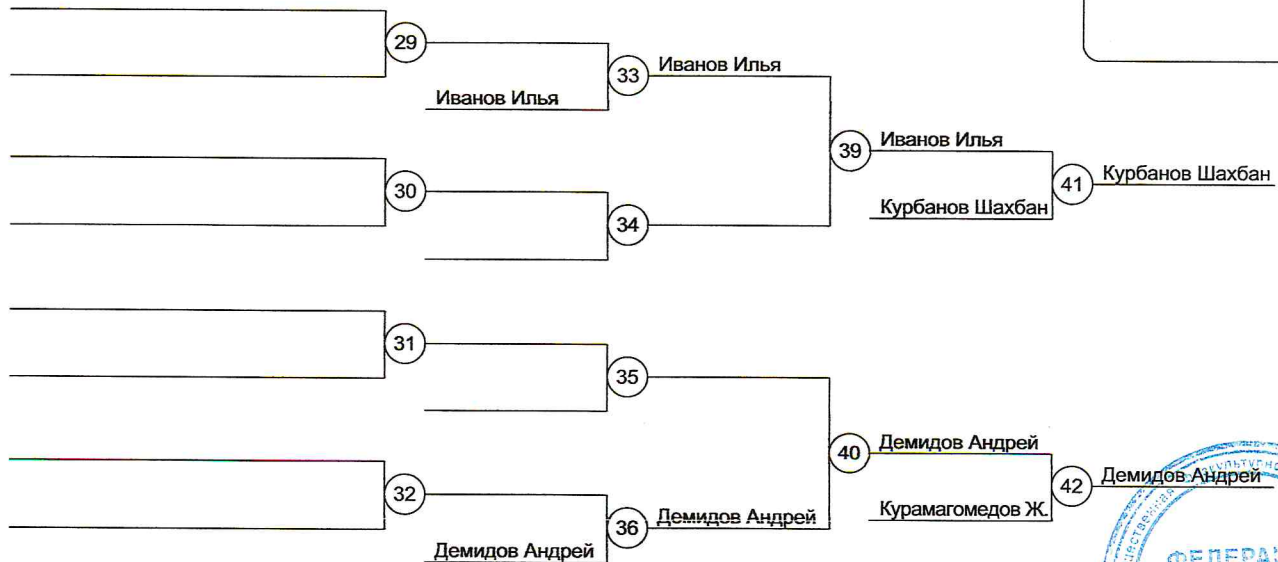 29
33 Иванов Илья
Иванов Илья
39 Иванов Илья
41 Курбанов Шахбан
30
Курбанов Шахбан
34
31
35
40 Демидов Андрей
42 Демидов Андрей
32
Курамагомедов Ж.
36 Демидов Андрей
Демидов Андрей